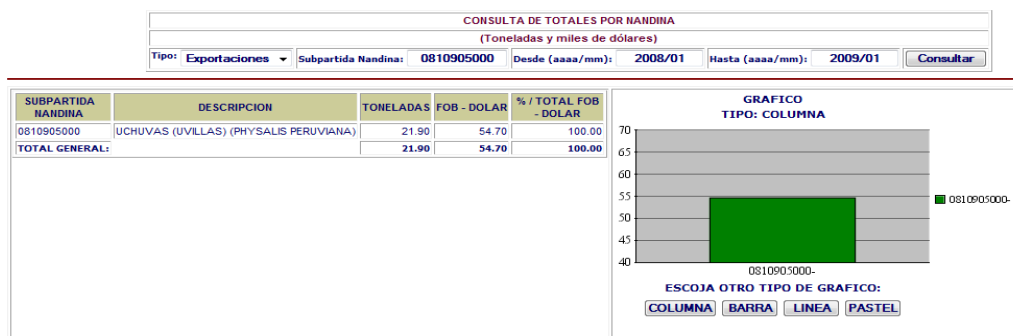 CONSULTA DE TOTALES POR NANDINA
(Toneladas y miles de dólares)
Tipo: Exportaciones Subpartida Nandina: 0810905000 Desde (aaaa/mm): 2008/01 Hasta (aaaa/mm): 2009/01 Consultar
SUBPARTIDA NANDINA DESCRIPCION TONELADAS FOB - DOLAR % / TOTAL FOB - DOLAR
0810905000 UCHUVAS (UVILLAS) (PHYSALIS PERUVIANA) 21.90 54.70 100.00
TOTAL GENERAL: 21.90 54.70 100.00
GRAFICO
TIPO: COLUMNA
70
65
60
55
50
45
40
0810905000-
0810905000-
ESCOJA OTRO TIPO DE GRAFICO:
COLUMNA BARRA LINEA PASTEL